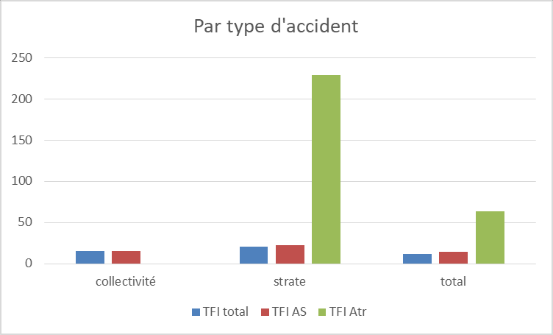 Par type d'accident
250
200
150
100
50
0
collectivité strate total
TFI total TFI AS TFI Atr